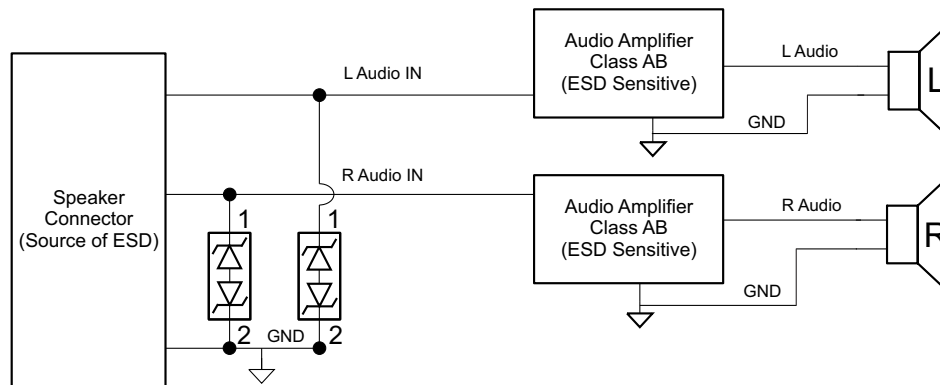 Audio Amplifier
Class AB
(ESD Sensitive)
L Audio IN
L Audio
L
GND
Speaker
Connector
(Source of ESD)
R Audio IN
Audio Amplifier
Class AB
(ESD Sensitive)
R Audio
R
GND
1
1
2
GND
2